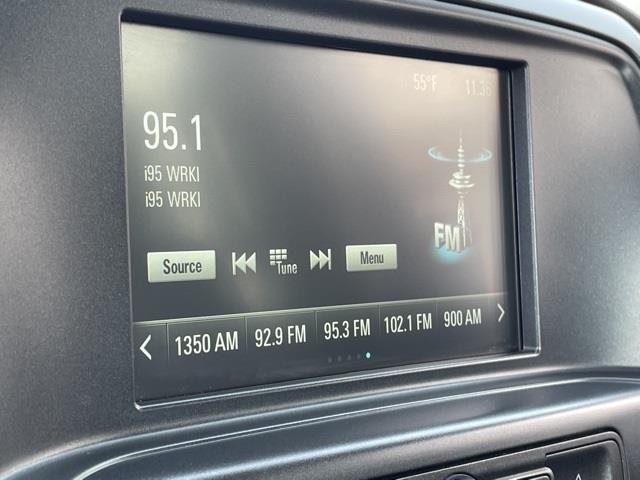 55°F 11:36
95.1
i95 WRKI
i95 WRKI
FM
Source Tune Menu
1350 AM 92.9 FM 95.3 FM 102.1 FM 900 AM